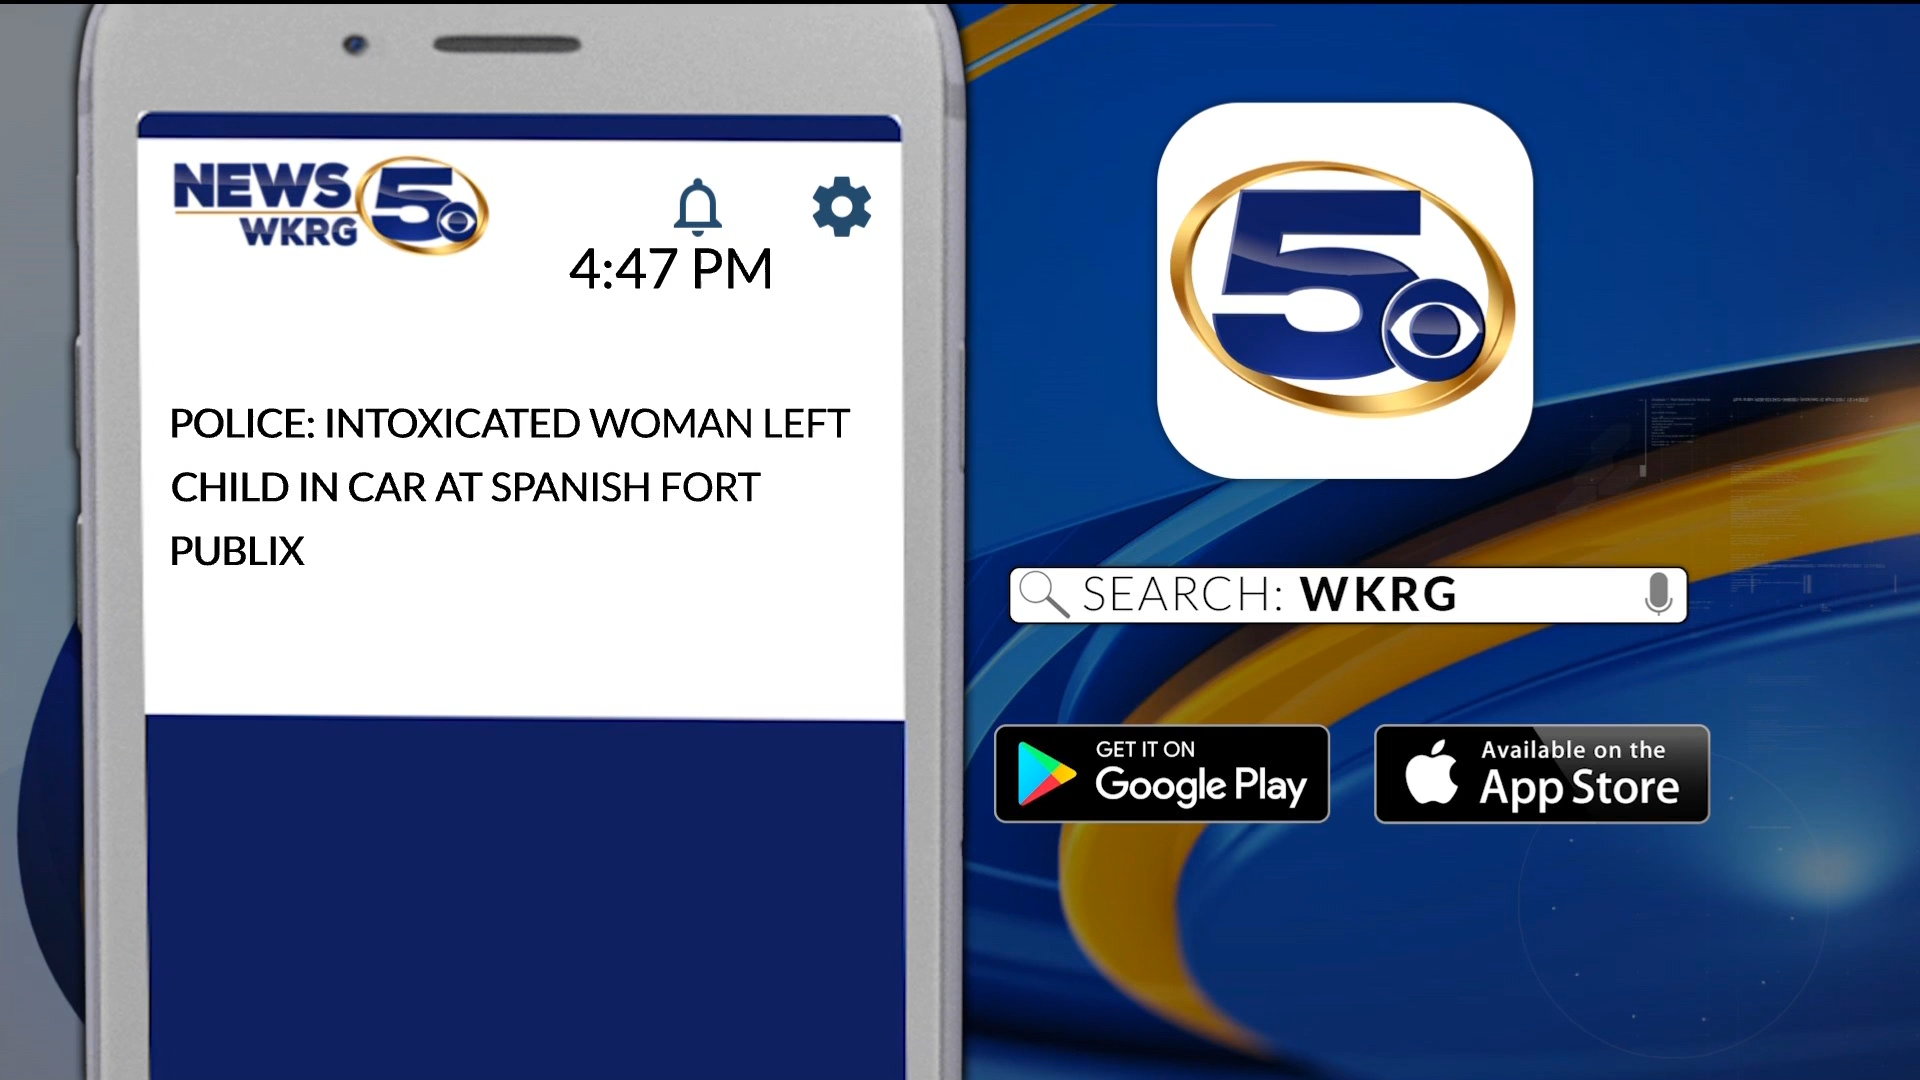 NEWS 5
WKRG
4:47 PM
POLICE: INTOXICATED WOMAN LEFT
CHILD IN CAR AT SPANISH FORT
PUBLIX
5
SEARCH: WKRG
GET IT ON
Google Play
Available on the
App Store